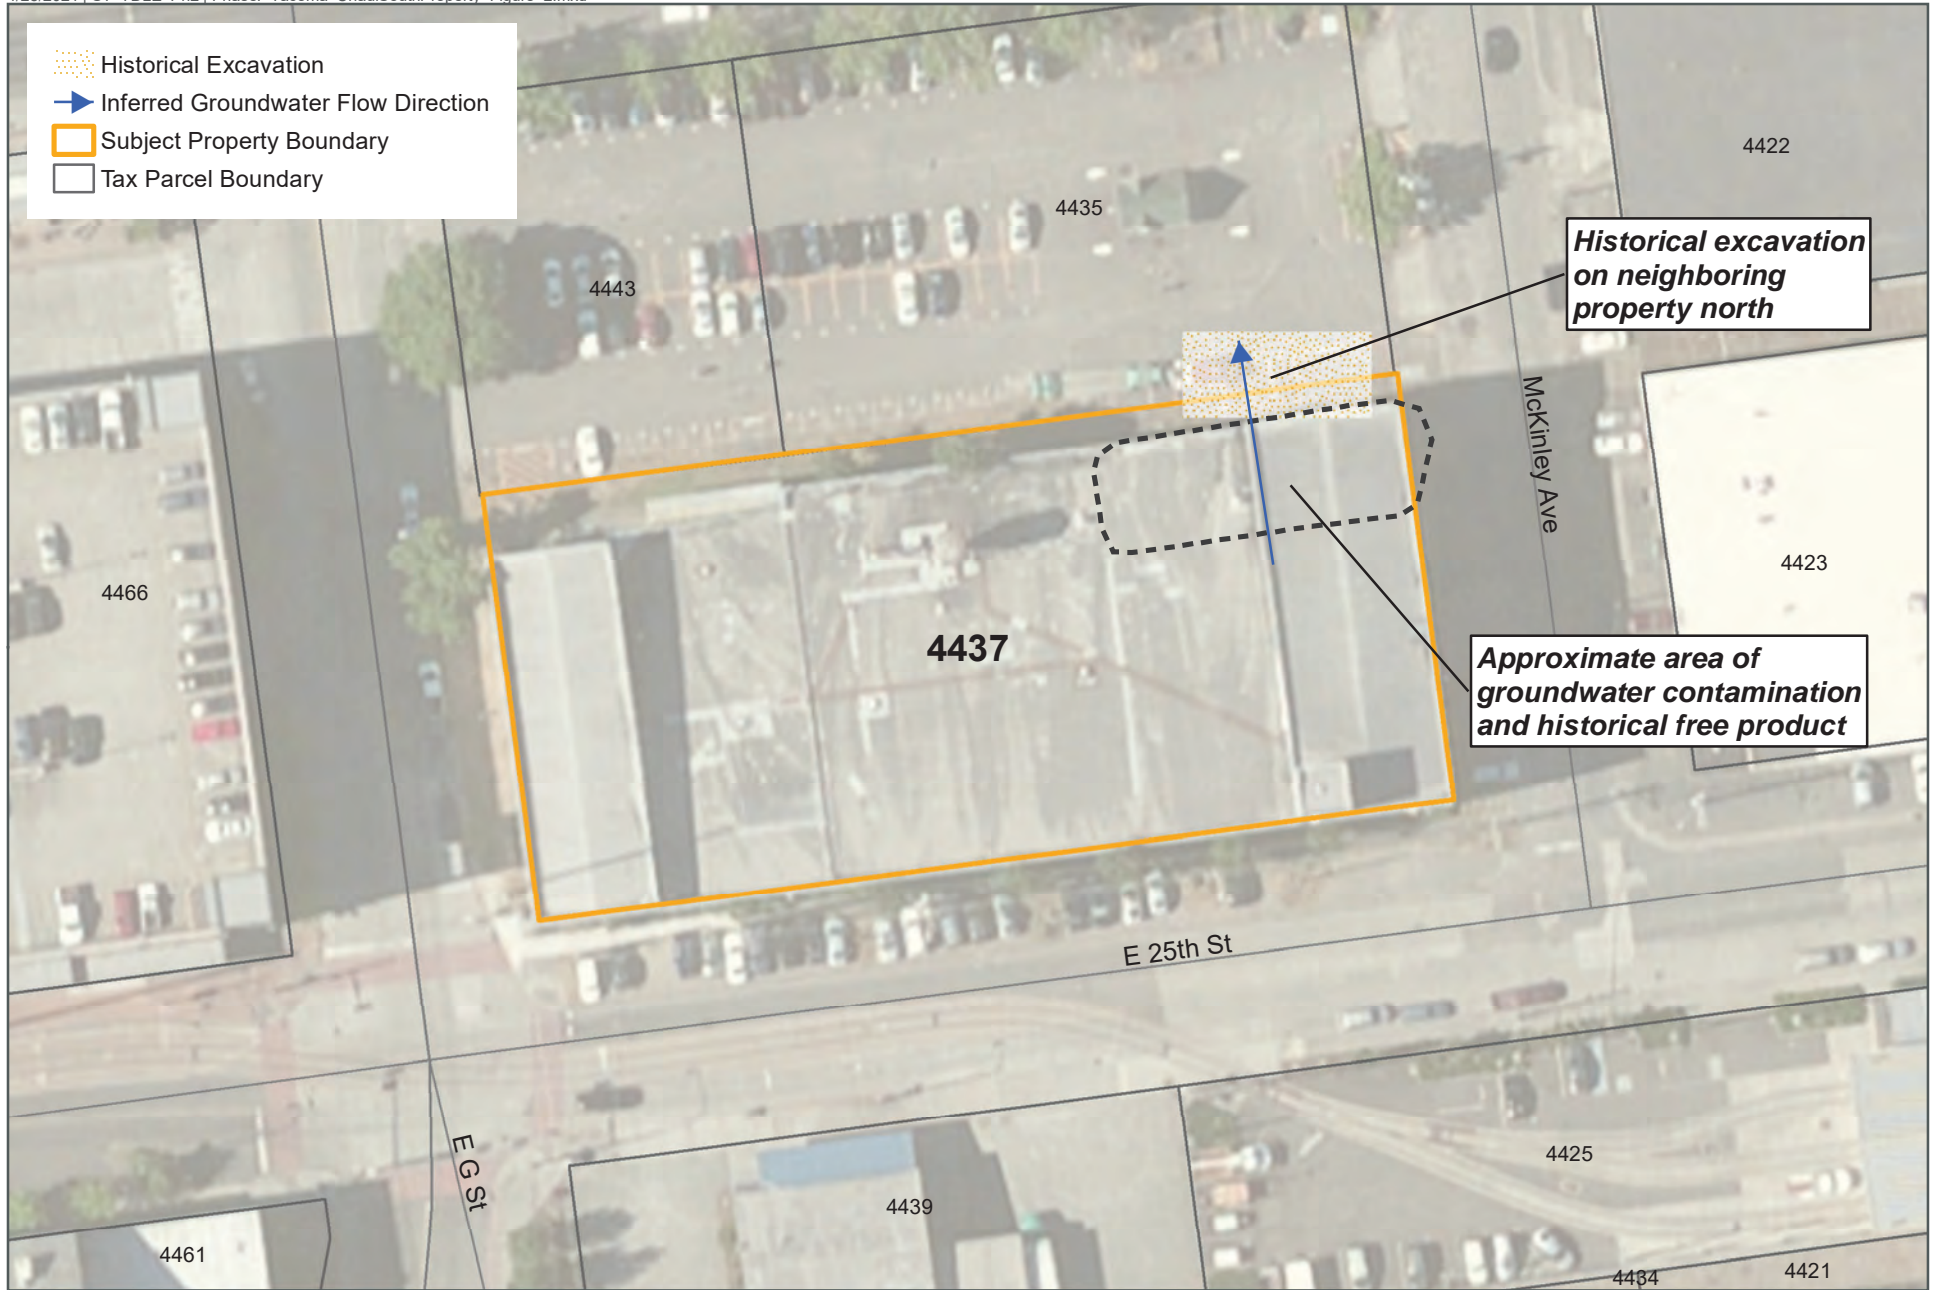 Historical Excavation
Inferred Groundwater Flow Direction
Subject Property Boundary
Tax Parcel Boundary
4422
4435
Historical excavation
on neighboring
property north
4443
McKinley Ave
4466
4423
4437
Approximate area of
groundwater contamination
and historical free product
E 25th St
E G St
4425
4439
4461
4434
4421